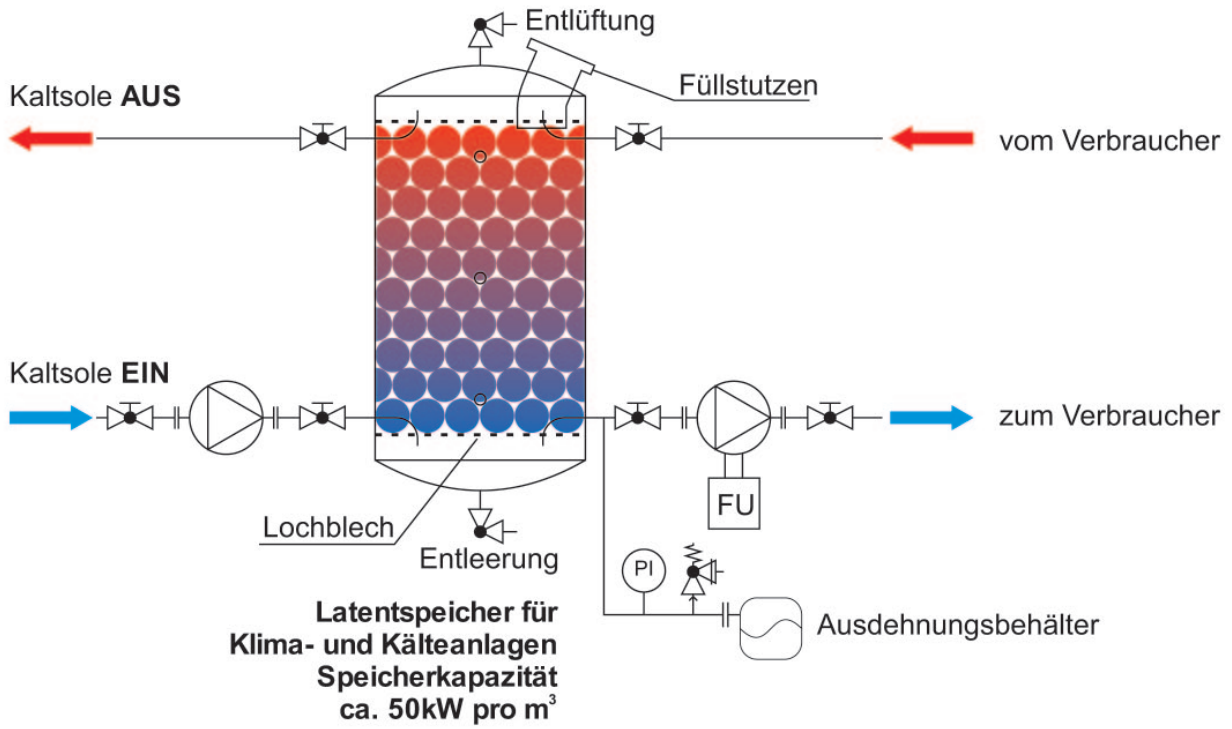 Entlüftung
Füllstutzen
Kaltsole AUS
vom Verbraucher
Kaltsole EIN
zum Verbraucher
FU
Lochblech
Entleerung
PI
Ausdehnungsbehälter
Latentspeicher für
Klima- und Kälteanlagen
Speicherkapazität
ca. 50kW pro m³